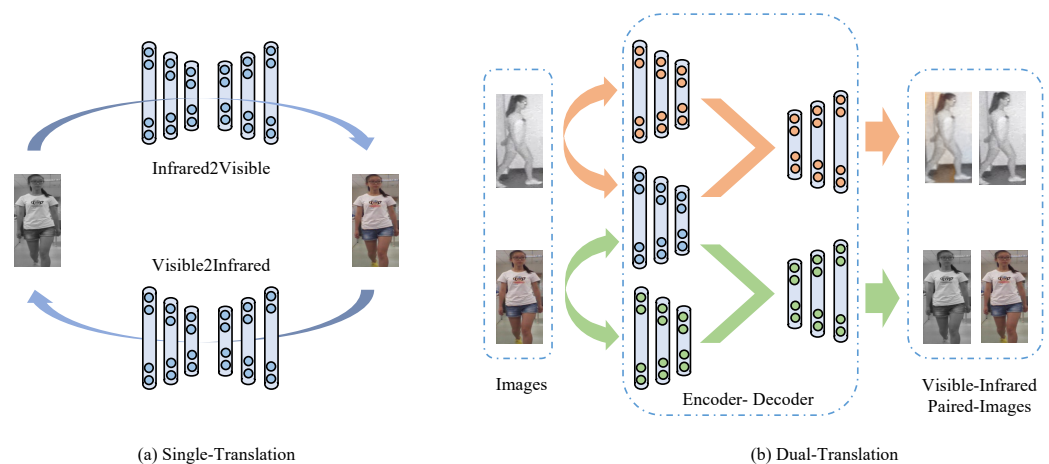 Infrared2Visible
Visible2Infrared
(a) Single-Translation
Images
Encoder- Decoder
Visible-Infrared
Paired-Images
(b) Dual-Translation